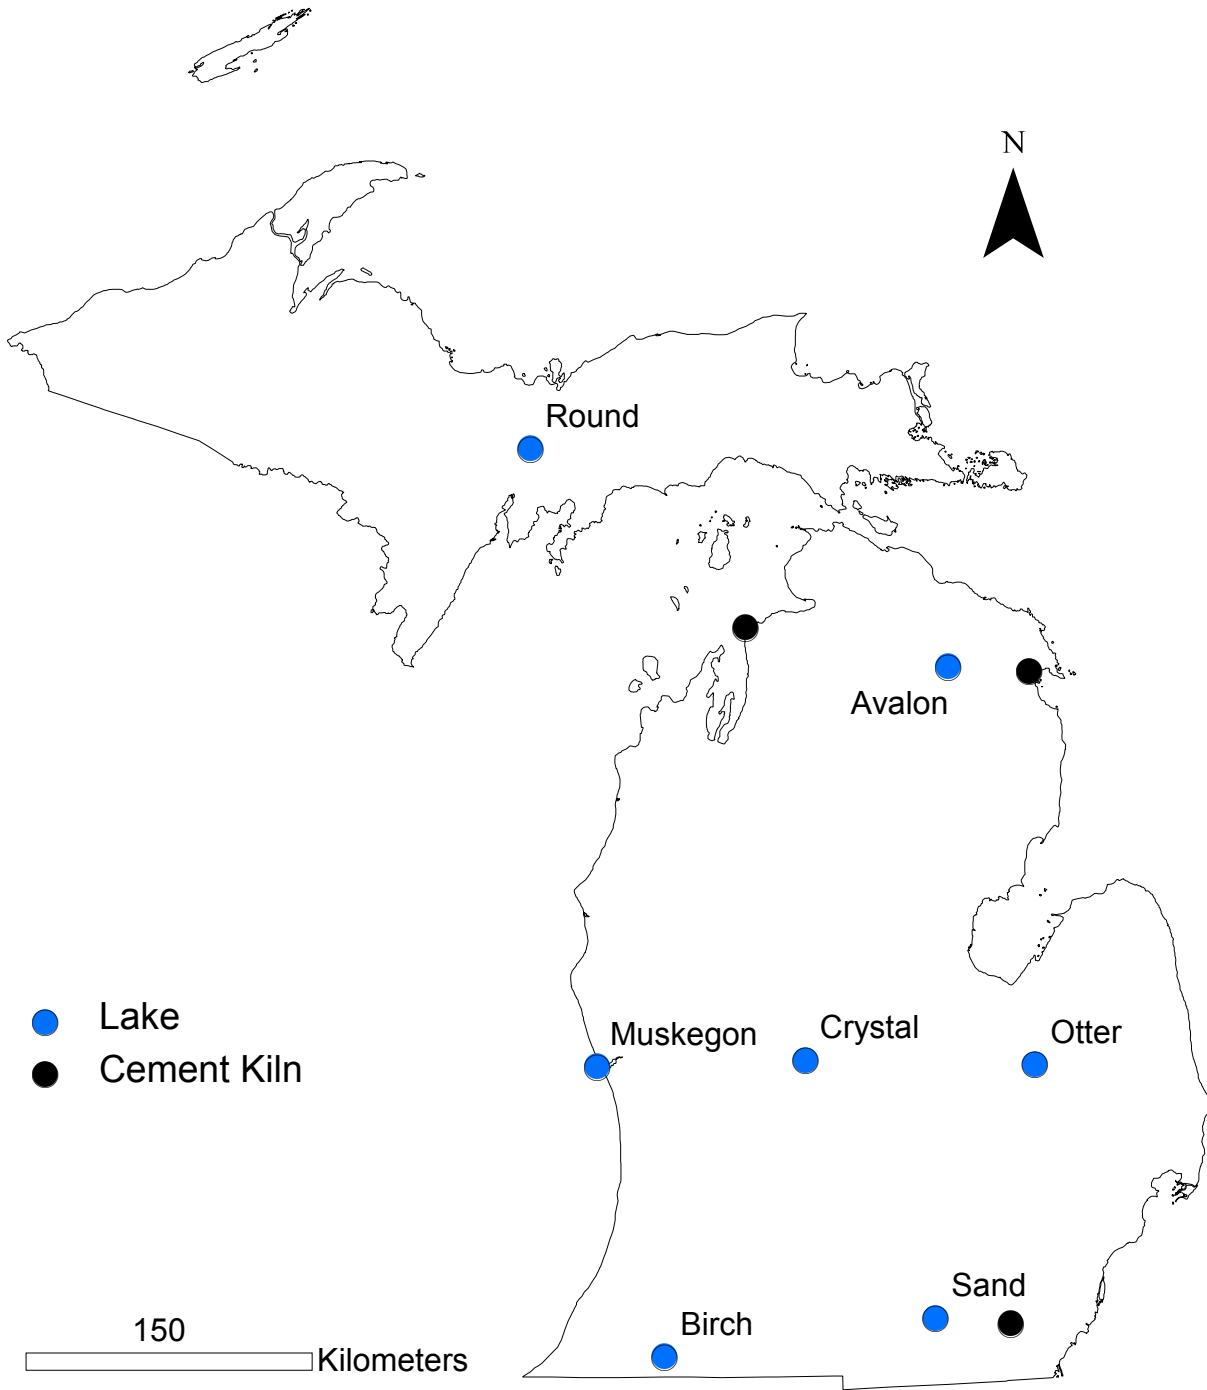 N
Round
Avalon
Muskegon
Crystal
Otter
Lake
Cement Kiln
Sand
Birch
150
Kilometers